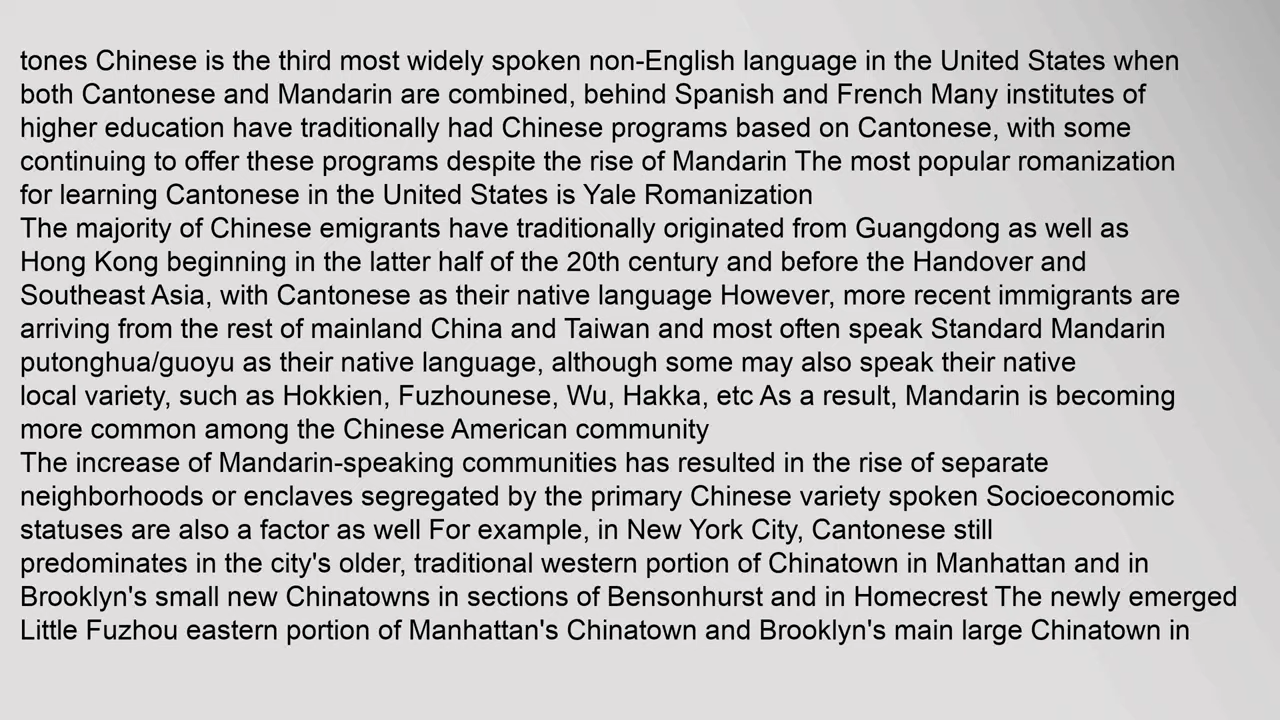 tones Chinese is the third most widely spoken non-English language in the United States when
both Cantonese and Mandarin are combined, behind Spanish and French Many institutes of
higher education have traditionally had Chinese programs based on Cantonese, with some
continuing to offer these programs despite the rise of Mandarin The most popular romanization
for learning Cantonese in the United States is Yale Romanization
The majority of Chinese emigrants have traditionally originated from Guangdong as well as
Hong Kong beginning in the latter half of the 20th century and before the Handover and
Southeast Asia, with Cantonese as their native language However, more recent immigrants are
arriving from the rest of mainland China and Taiwan and most often speak Standard Mandarin
putonghua/guoyu as their native language, although some may also speak their native
local variety, such as Hokkien, Fuzhounese, Wu, Hakka, etc As a result, Mandarin is becoming
more common among the Chinese American community
The increase of Mandarin-speaking communities has resulted in the rise of separate
neighborhoods or enclaves segregated by the primary Chinese variety spoken Socioeconomic
statuses are also a factor as well For example, in New York City, Cantonese still
predominates in the city's older, traditional western portion of Chinatown in Manhattan and in
Brooklyn's small new Chinatowns in sections of Bensonhurst and in Homecrest The newly emerged
Little Fuzhou eastern portion of Manhattan's Chinatown and Brooklyn's main large Chinatown in